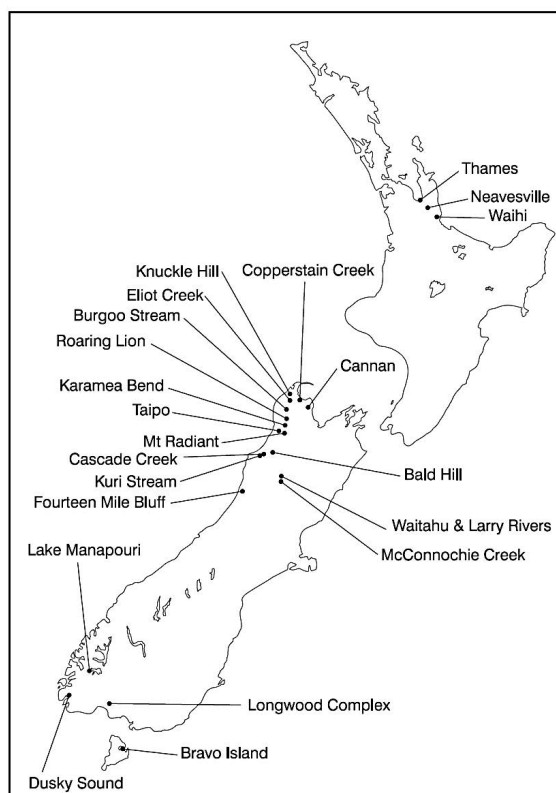 Thames
Neavesville
Waihi
Knuckle Hill
Copperstain Creek
Eliot Creek
Burgoo Stream
Roaring Lion
Cannan
Karamea Bend
Taipo
Mt Radiant
Cascade Creek
Bald Hill
Kuri Stream
Fourteen Mile Bluff
Waitahu & Larry Rivers
McConnochie Creek
Lake Manapouri
Longwood Complex
Bravo Island
Dusky Sound